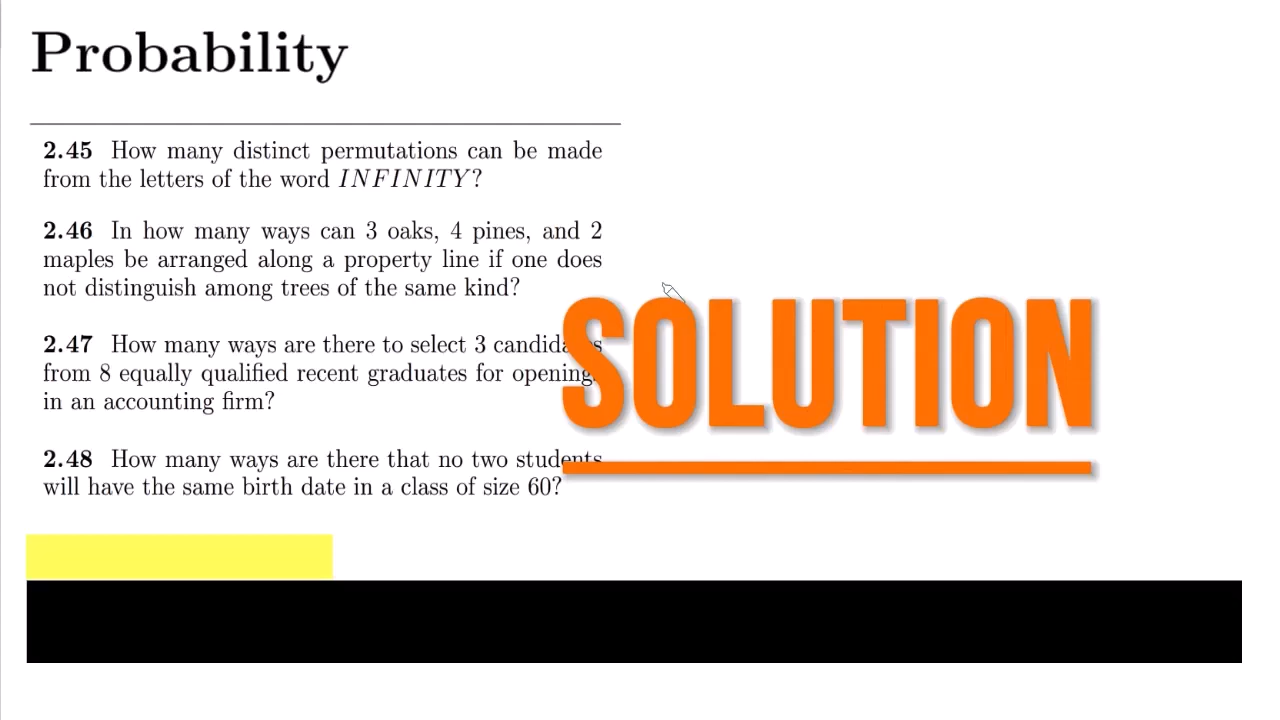 Probability
2.45 How many distinct permutations can be made
from the letters of the word INFINITY?
2.46 In how many ways can 3 oaks, 4 pines, and 2
maples be arranged along a property line if one does
not distinguish among trees of the same kind?
2.47 How many ways are there to select 3 candidates
from 8 equally qualified recent graduates for openings
in an accounting firm?
2.48 How many ways are there that no two students
will have the same birth date in a class of size 60?
SOLUTION